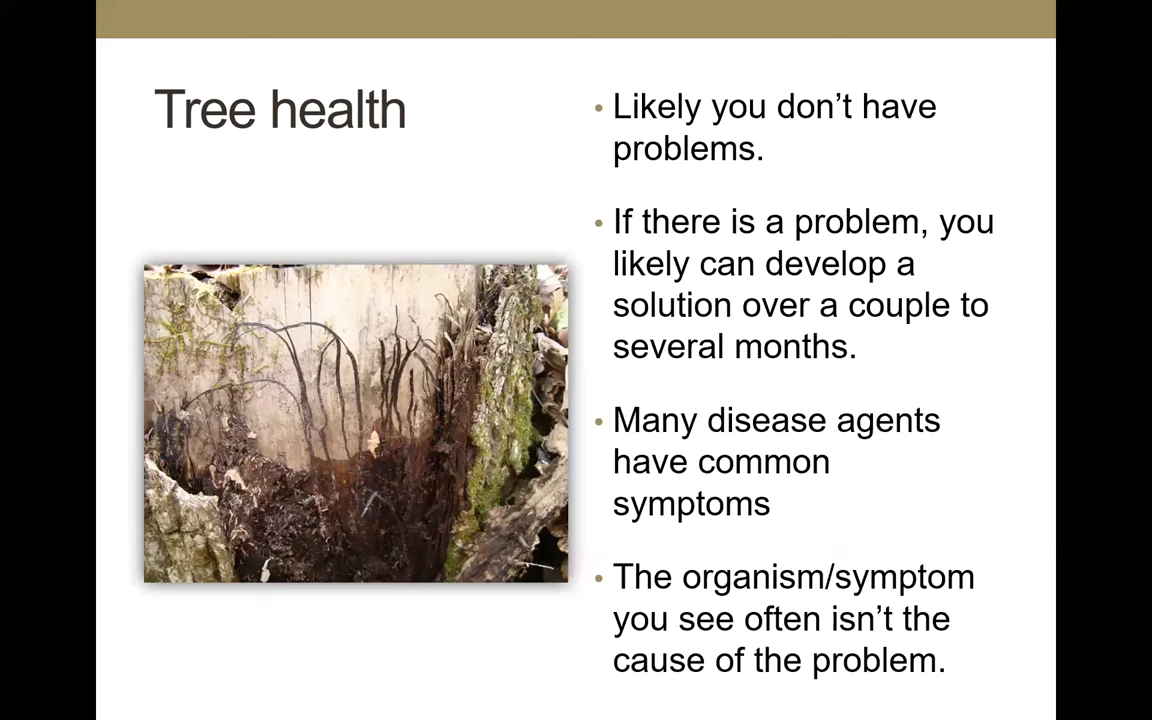 Tree health
• Likely you don't have
problems.
• If there is a problem, you
likely can develop a
solution over a couple to
several months.
• Many disease agents
have common
symptoms
• The organism/symptom
you see often isn't the
cause of the problem.